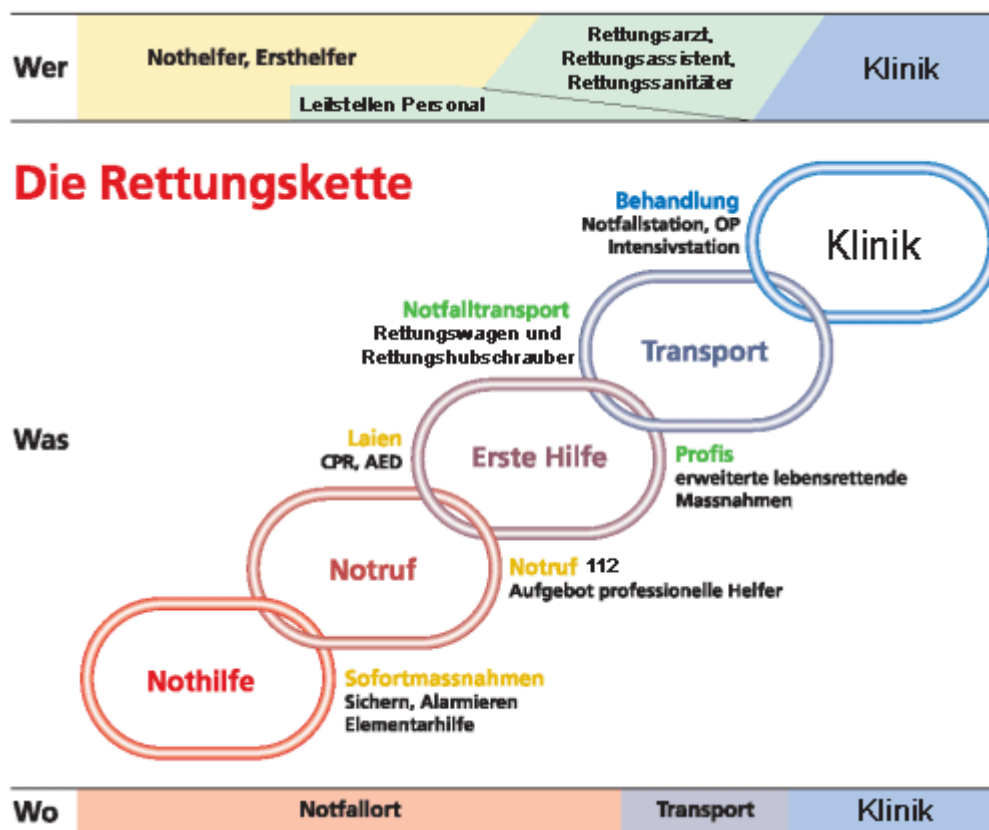 Wer
Nothelfer, Ersthelfer
Rettungsarzt,
Rettungsassistent,
Rettungssanitäter
Klinik
Leitstellen Personal
Die Rettungskette
Behandlung
Notfallstation, OP
Intensivstation
Klinik
Notfalltransport
Rettungswagen und
Rettungshubschrauber
Transport
Was
Laien
CPR, AED
Erste Hilfe
Profis
erweiterte lebensrettende
Massnahmen
Notruf
Notruf 112
Aufgebot professionelle Helfer
Nothilfe
Sofortmassnahmen
Sichern, Alarmieren
Elementarhilfe
Wo
Notfallort
Transport
Klinik